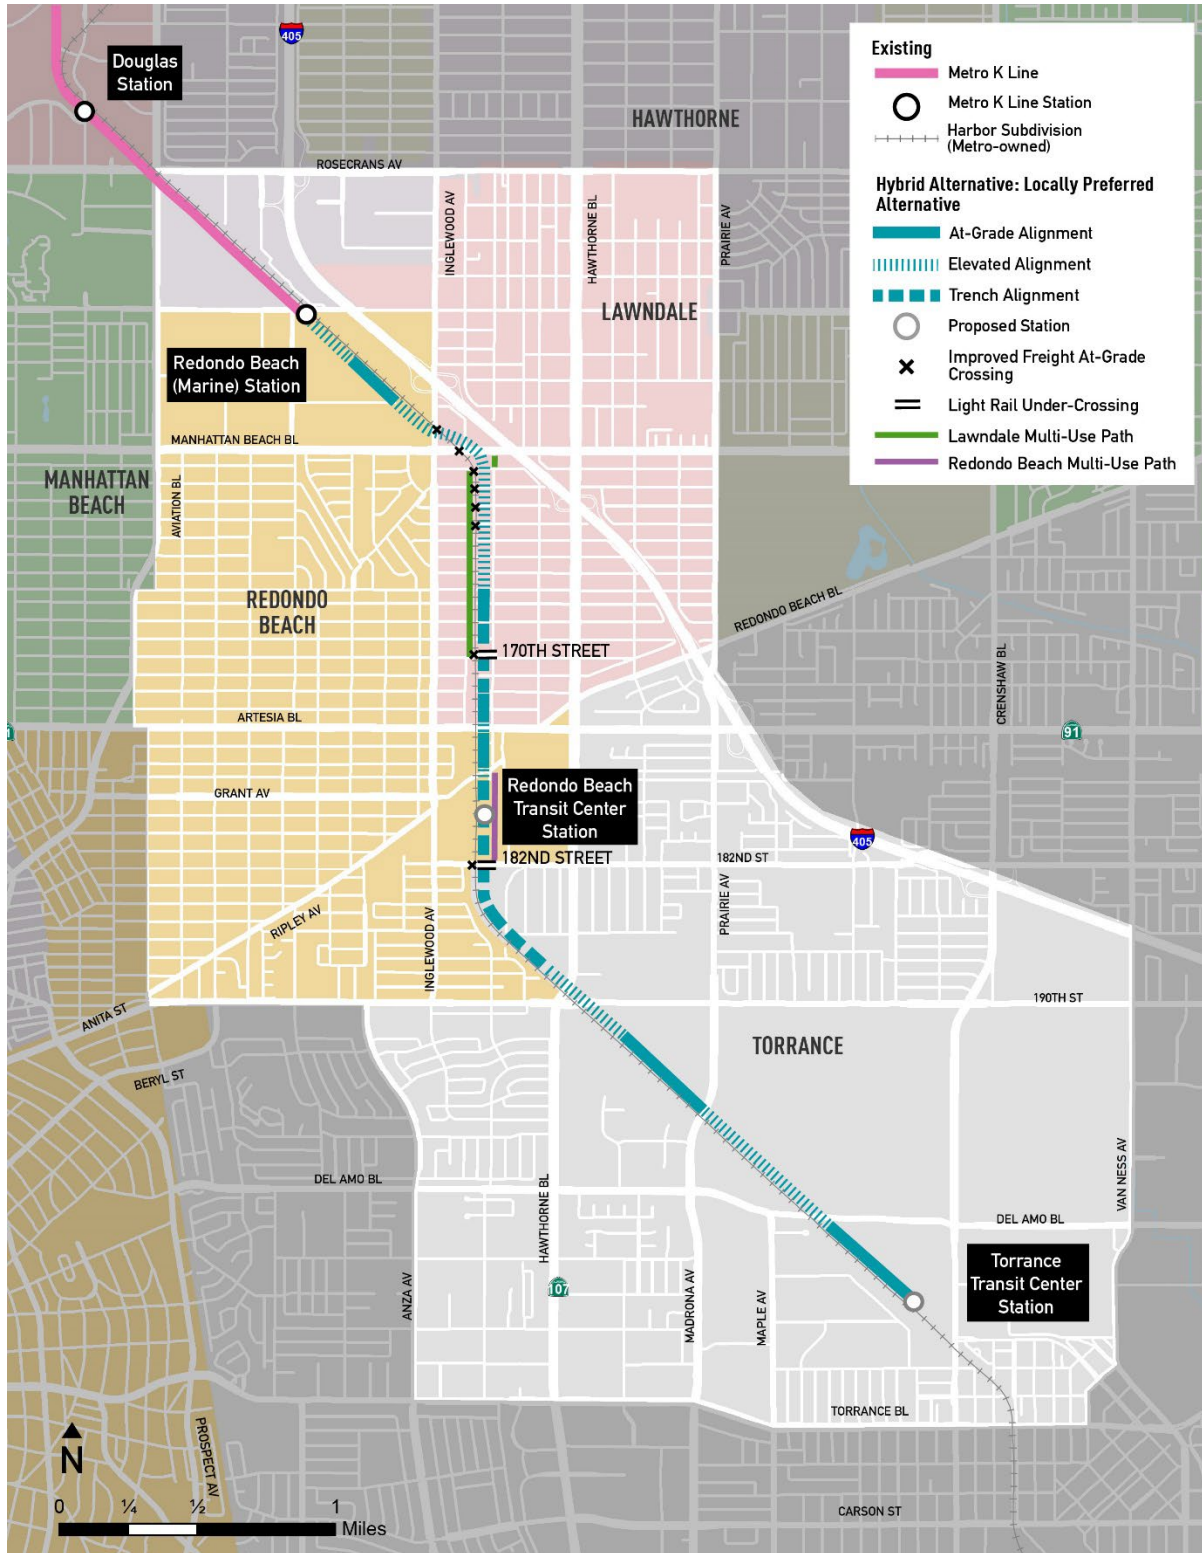 405
Douglas
Station
HAWTHORNE
ROSECRANS AV
INGLEWOOD AV
HAWTHORNE BL
PRAIRIE AV
LAWNDALE
Existing
Metro K Line
Metro K Line Station
Harbor Subdivision
(Metro-owned)
Hybrid Alternative: Locally Preferred
Alternative
At-Grade Alignment
Elevated Alignment
Trench Alignment
Proposed Station
Improved Freight At-Grade
Crossing
Light Rail Under-Crossing
Lawndale Multi-Use Path
Redondo Beach Multi-Use Path
Redondo Beach
(Marine) Station
MANHATTAN BEACH BL
MANHATTAN
BEACH
AVIATION BL
REDONDO
BEACH
REDONDO BEACH BL
170TH STREET
CRENSHAW BL
ARTESIA BL
91
GRANT AV
Redondo Beach
Transit Center
Station
405
182ND STREET
182ND ST
PRAIRIE AV
RIPLEY AV
INGLEWOOD AV
190TH ST
ANITA ST
TORRANCE
BERYL ST
DEL AMO BL
VAN NESS AV
HAWTHORNE BL
DEL AMO BL
107
ANZA AV
MADRONA AV
MAPLE AV
Torrance
Transit Center
Station
TORRANCE BL
PROSPECT AV
N
0 ¼ ½ 1
Miles
CARSON ST